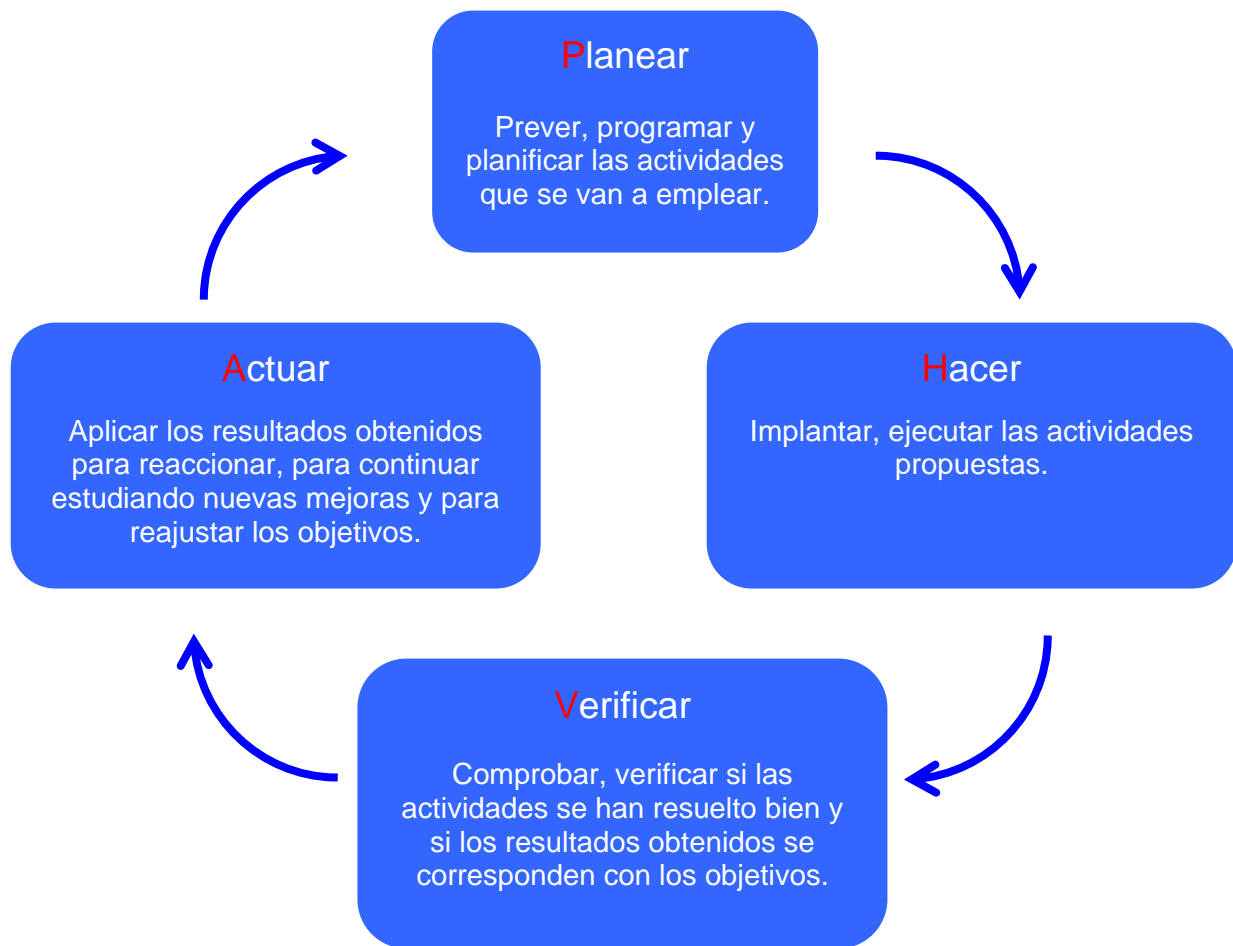 Planear
Prever, programar y
planificar las actividades
que se van a emplear.
Actuar
Aplicar los resultados obtenidos
para reaccionar, para continuar
estudiando nuevas mejoras y para
reajustar los objetivos.
Hacer
Implantar, ejecutar las actividades
propuestas.
Verificar
Comprobar, verificar si las
actividades se han resuelto bien y
si los resultados obtenidos se
corresponden con los objetivos.